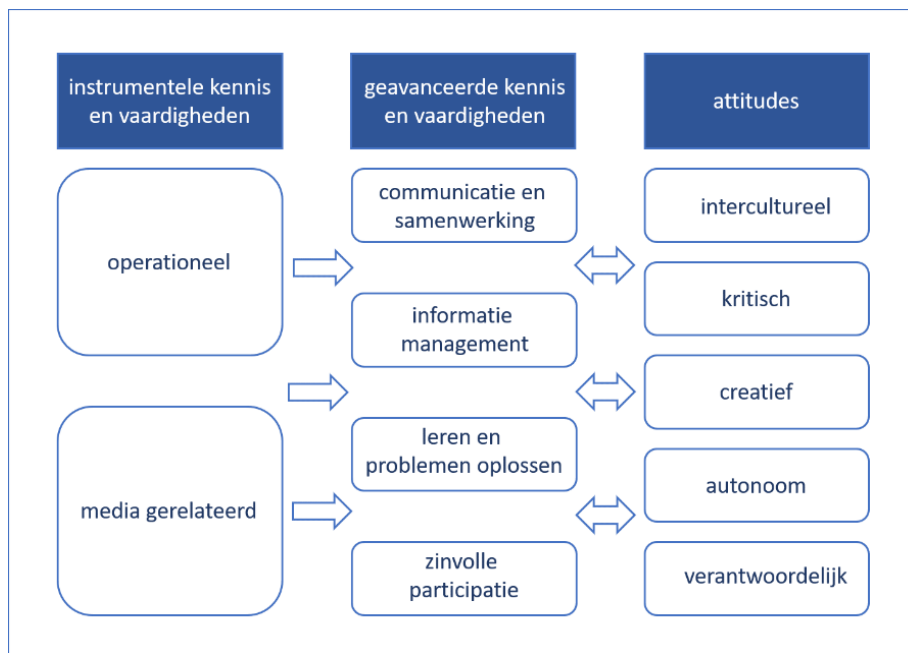 instrumentele kennis
en vaardigheden
geavanceerde kennis
en vaardigheden
attitudes
operationeel
media gerelateerd
communicatie en
samenwerking
informatie
management
leren en
problemen oplossen
zinvolle
participatie
intercultureel
kritisch
creatief
autonoom
verantwoordelijk